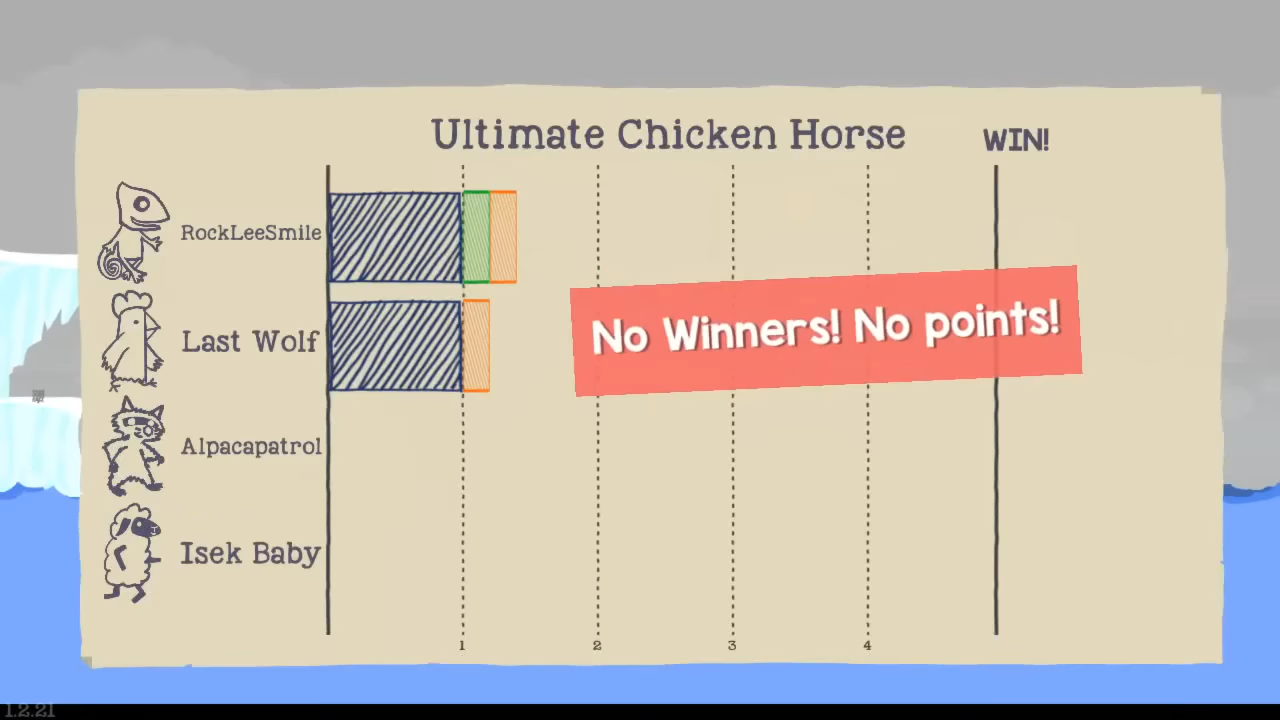 Ultimate Chicken Horse
WIN!
RockLeeSmile
Last Wolf
No Winners! No points!
Alpacapatrol
Isek Baby
1 2 3 4
1.2.21